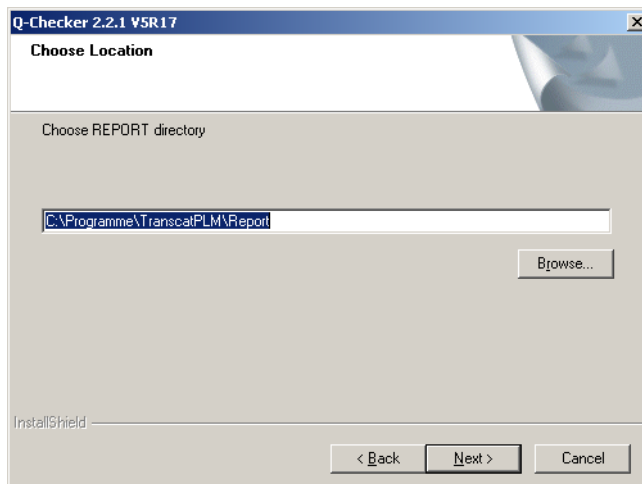 Q-Checker 2.2.1 V5R17
Choose Location
Choose REPORT directory
C:\Programme\TranscatPLM\Report
Browse...
InstallShield
< Back
Next >
Cancel